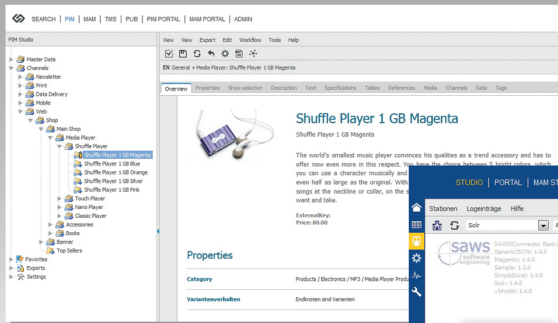 SEARCH | PIM | MAM | TMS | PUB | PIM PORTAL | MAM PORTAL | ADMIN
PIM Studio
Master Data
Channels
Newsletter
Print
Data Delivery
Mobile
Web
Shop
Main Shop
Media Player
Shuffle Player
Shuffle Player 1 GB Magenta
Shuffle Player 1 GB Blue
Shuffle Player 1 GB Orange
Shuffle Player 1 GB Silver
Shuffle Player 1 GB Pink
Touch Player
Nano Player
Classic Player
Accessories
Books
Banner
Top Sellers
Favorites
Exports
Settings
View View Export Edit Workflow Tools Help
EN General » Media Player: Shuffle Player 1 GB Magenta
Overview Properties Show selection Description Text Specifications Tables References Media Channels Data Tags
Shuffle Player 1 GB Magenta
Shuffle Player 1 GB Magenta
The world's smallest music player convinces his qualities as a trend accessory and has to
offer now even more in this respect. You have the choice between 5 bright colors, which
you can use a character musically and
even half as large as the original. With
songs at the neckline or collar, on the s
want and take.
ExternalKey:
Price: 80.00
Properties
Category Products / Electronics / MP3 / Media Player Produ
Variantenverhalten Endknoten sind Varianten
STUDIO | PORTAL | MAM ST
Stationen Logeinträge Hilfe
Solr A
saws
software
engineering
SAWSConnector Basic:
GenericJSON: 1.4.0
Magento: 1.4.0
Sample: 1.3.0
SimpleExcel: 1.4.0
Solr: 1.4.0
vbhotal: 1.4.0